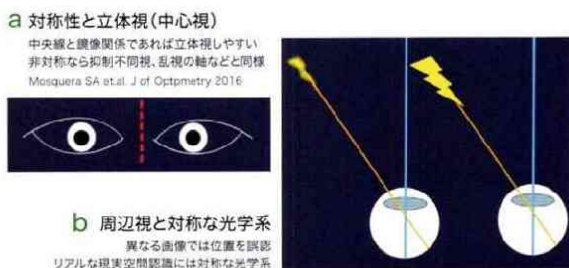 a 対称性と立体視(中心視)
中央線と鏡像関係であれば立体視しやすい
非対称なら抑制不同視、乱視の軸などと同様
Mosquera SA et.al. J of Optpmetry 2016
b 周辺視と対称な光学系
異なる画像では位置を誤認
リアルな現実空間認識には対称な光学系